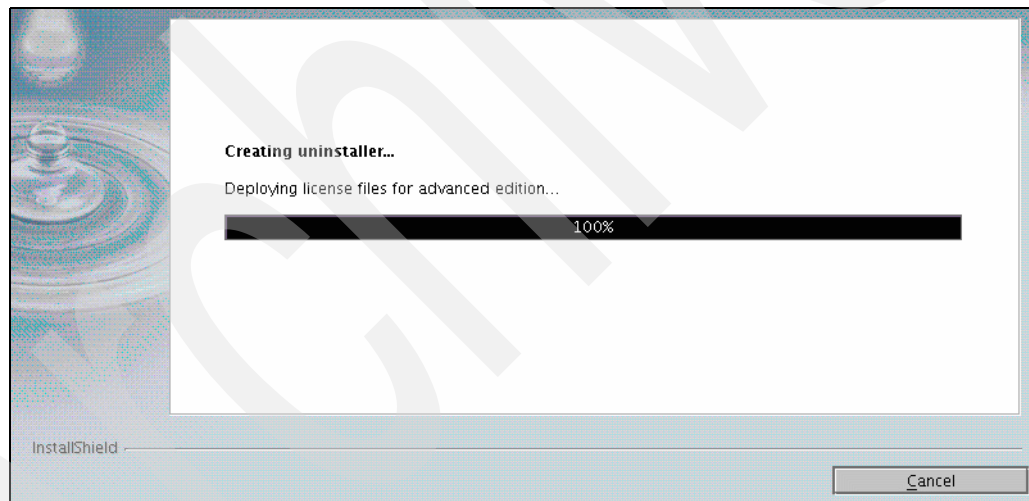 Creating uninstaller...
Deploying license files for advanced edition...
100%
InstallShield
Cancel